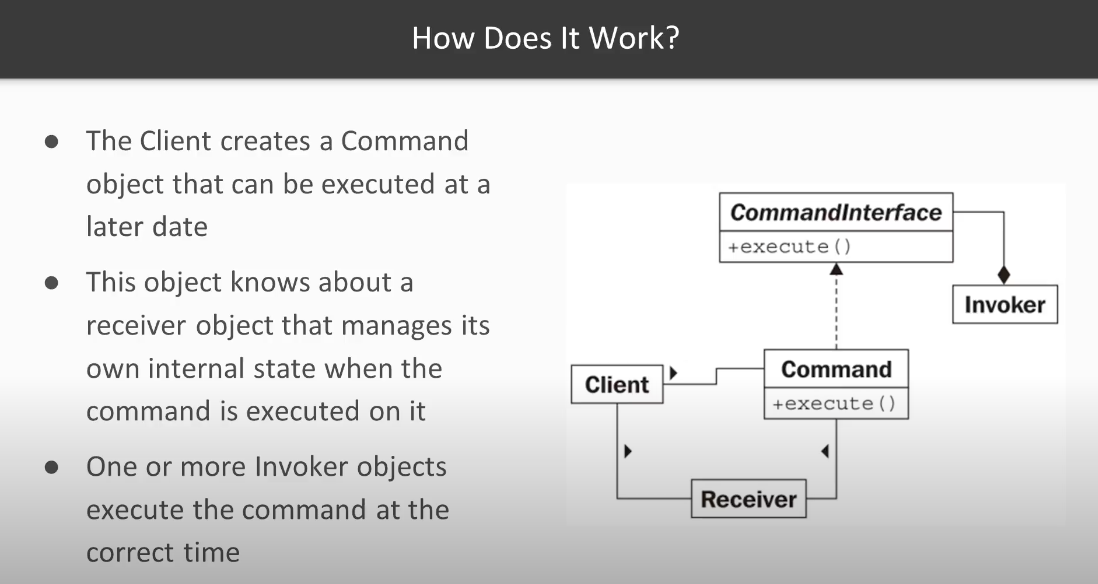 How Does It Work?
● The Client creates a Command
object that can be executed at a
later date
● This object knows about a
receiver object that manages its
own internal state when the
command is executed on it
● One or more Invoker objects
execute the command at the
correct time
CommandInterface
+execute()
Invoker
Command
+execute()
Client
Receiver